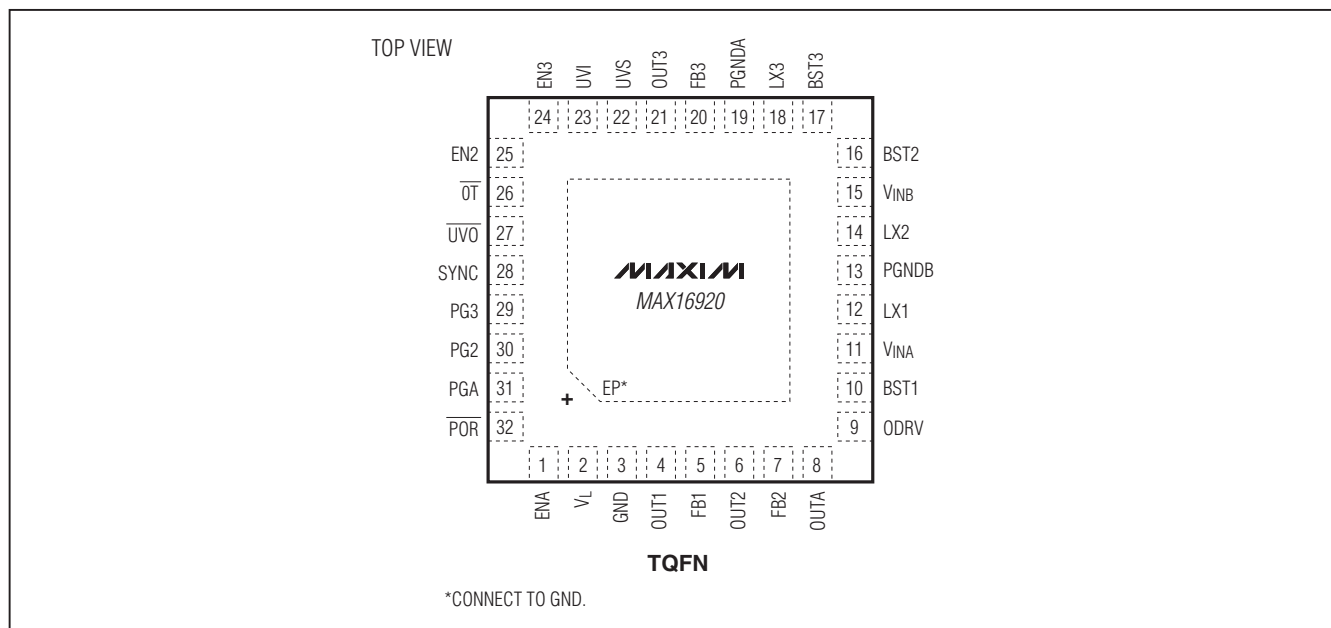 TOP VIEW
EN3
UVI
UVS
OUT3
FB3
PGNDA
LX3
BST3
24 23 22 21 20 19 18 17
EN2 25
OT 26
UVO 27
SYNC 28
PG3 29
PG2 30
PGA 31
POR 32
MAXIM
MAX16920
EP*
+
16 BST2
15 VINB
14 LX2
13 PGNDB
12 LX1
11 VINA
10 BST1
9 ODRV
1 2 3 4 5 6 7 8
ENA
VL
GND
OUT1
FB1
OUT2
FB2
OUTA
TQFN
*CONNECT TO GND.